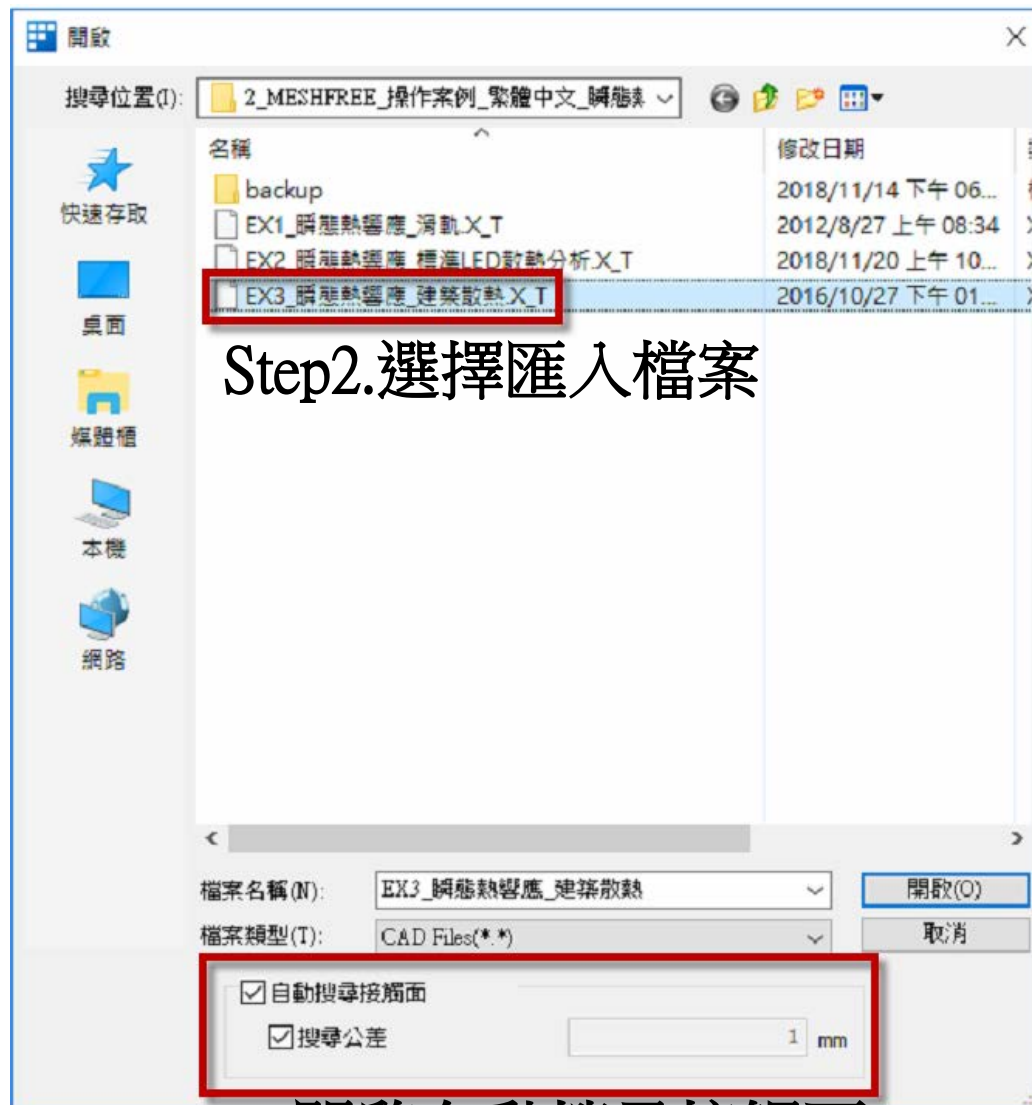 開啟
搜尋位置(I):
2_MESHFREE_操作案例_繁體中文_瞬態
名稱
修改日期
backup
2018/11/14 下午 06...
EX1_瞬態熱響應_滑軌.X_T
2012/8/27 上午 08:34
EX2_瞬態熱響應_標準LED散熱分析.X_T
2018/11/20 上午 10...
EX3_瞬態熱響應_建築散熱.X_T
2016/10/27 下午 01...
快速存取
桌面
媒體櫃
本機
網路
Step2.選擇匯入檔案
檔案名稱(N):
EX3_瞬態熱響應_建築散熱
開啟(O)
檔案類型(T):
CAD Files(*.*)
取消
自動搜尋接觸面
搜尋公差
1 mm